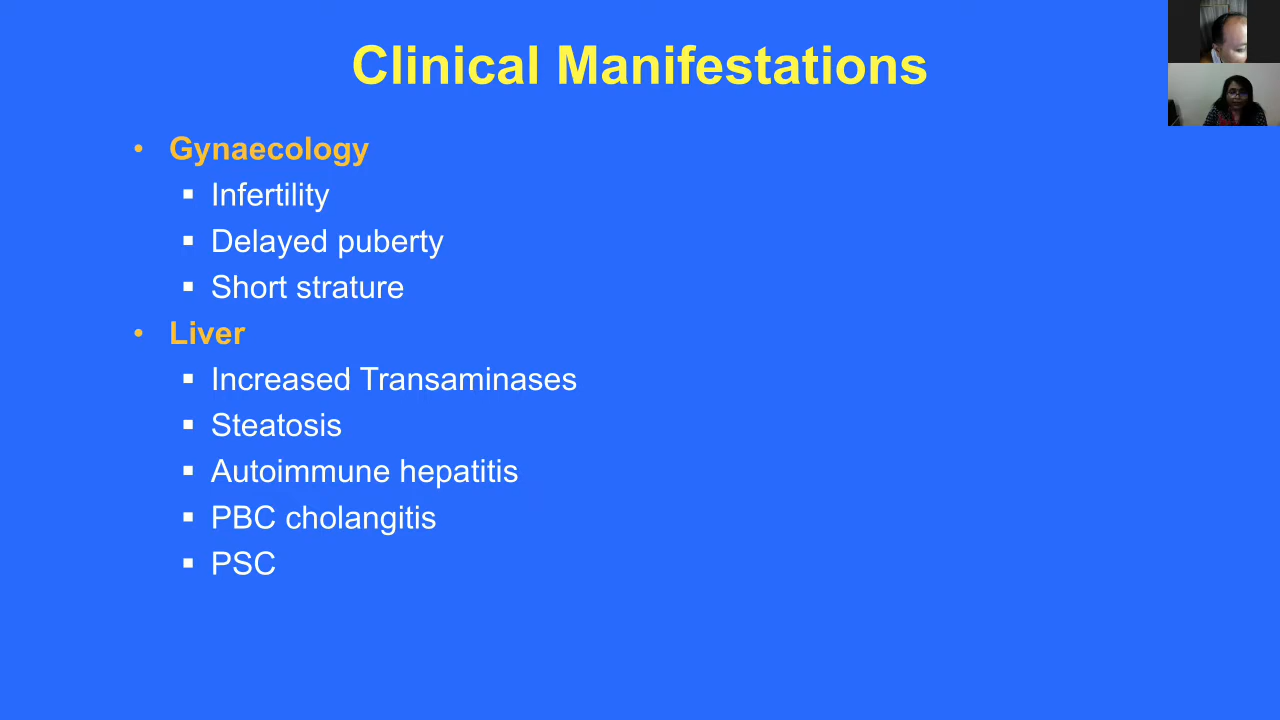 Clinical Manifestations
• Gynaecology
▪ Infertility
▪ Delayed puberty
▪ Short strature
• Liver
▪ Increased Transaminases
▪ Steatosis
▪ Autoimmune hepatitis
▪ PBC cholangitis
▪ PSC